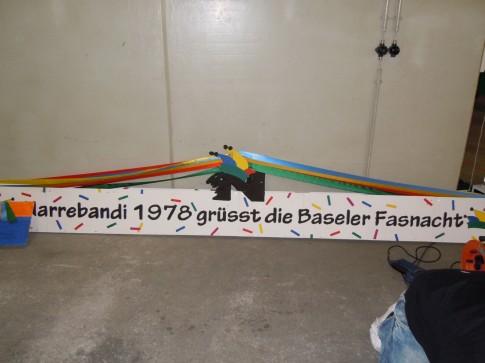 N
Narrebandi 1978 grüsst die Baseler Fasnacht